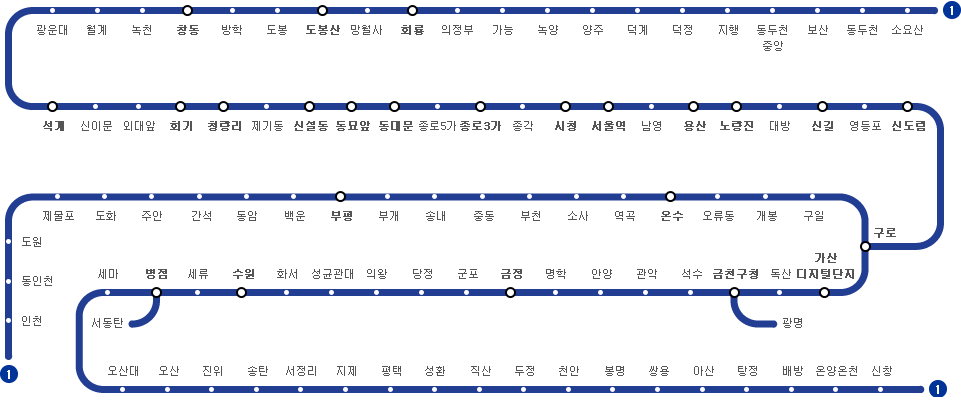 1
광운대 월계 녹천 창동 방학 도봉 도봉산 망월사 회룡 의정부 가능 녹양 양주 덕계 덕정 지행 동두천 보산 동두천 소요산
중앙
석계 신이문 외대앞 회기 청량리 제기동 신설동 동묘앞 동대문 종로5가 종로3가 종각 시청 서울역 남영 용산 노량진 대방 신길 영등포 신도림
제물포 도화 주안 간석 동암 백운 부평 부개 송내 중동 부천 소사 역곡 온수 오류동 개봉 구일
구로
도원
가산
세마 병점 세류 수원 화서 성균관대 의왕 당정 군포 금정 명학 안양 관악 석수 금천구청 독산 디지털단지
동인천
인천
서동탄 광명
1
오산대 오산 진위 송탄 서정리 지제 평택 성환 직산 두정 천안 봉명 쌍용 아산 탕정 배방 온양온천 신창
1